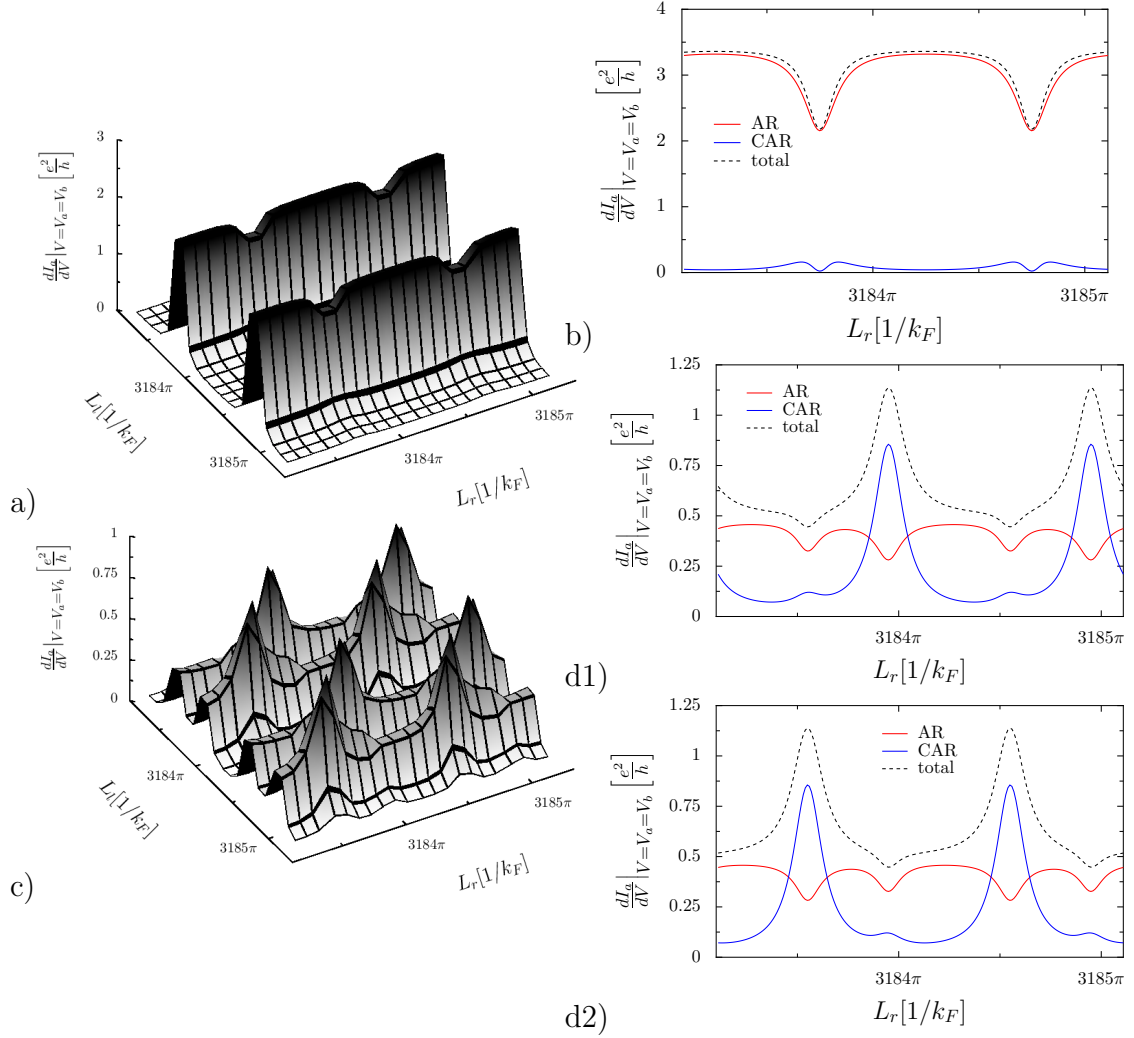 3
2
1
0
dI_a/dV|V=V_a=V_b [e²/h]
3184π
3185π
L_l[1/k_F]
3184π
3185π
L_r[1/k_F]
a)
4
3
2
1
0
dI_a/dV|V=V_a=V_b [e²/h]
AR
CAR
total
3184π
3185π
L_r[1/k_F]
b)
1
0.75
0.5
0.25
0
dI_a/dV|V=V_a=V_b [e²/h]
3184π
3185π
L_l[1/k_F]
3184π
3185π
L_r[1/k_F]
c)
1.25
1
0.75
0.5
0.25
0
dI_a/dV|V=V_a=V_b [e²/h]
AR
CAR
total
3184π
3185π
L_r[1/k_F]
d1)
1.25
1
0.75
0.5
0.25
0
dI_a/dV|V=V_a=V_b [e²/h]
AR
CAR
total
3184π
3185π
L_r[1/k_F]
d2)